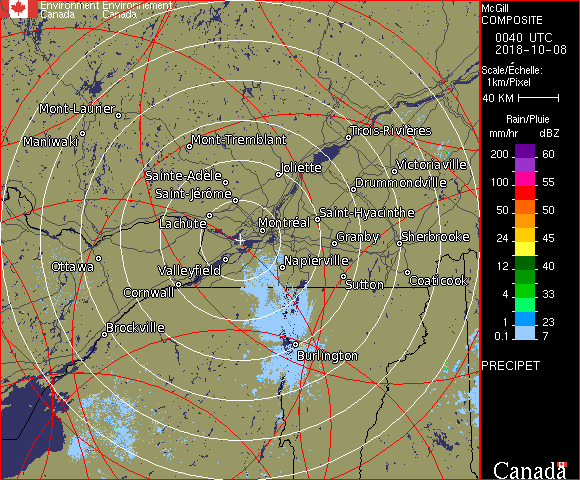 Environment Environnement
Canada Canada
McGill
COMPOSITE
0040 UTC
2018-10-08
Scale/Échelle:
1km/Pixel
40 KM
Rain/Pluie
mm/hr dBZ
200 60
100 55
50 50
24 45
12 40
4 33
1 23
0.1 7
PRECIPET
Canada
Mont-Laurier
Maniwaki
Mont-Tremblant
Trois-Rivières
Joliette
Victoriaville
Sainte-Adèle
Drummondville
Saint-Jérôme
Saint-Hyacinthe
Lachute
Montréal
Granby
Sherbrooke
Ottawa
Valleyfield
Napierville
Cornwall
Sutton
Coaticook
Brockville
Burlington